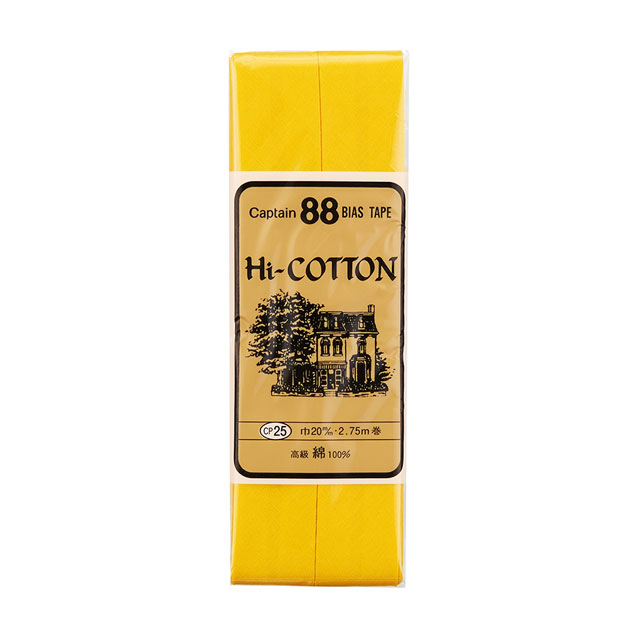 Captain 88 BIAS TAPE
Hi-COTTON
CP25 巾20m/m・2.75m巻
高級 綿 100%